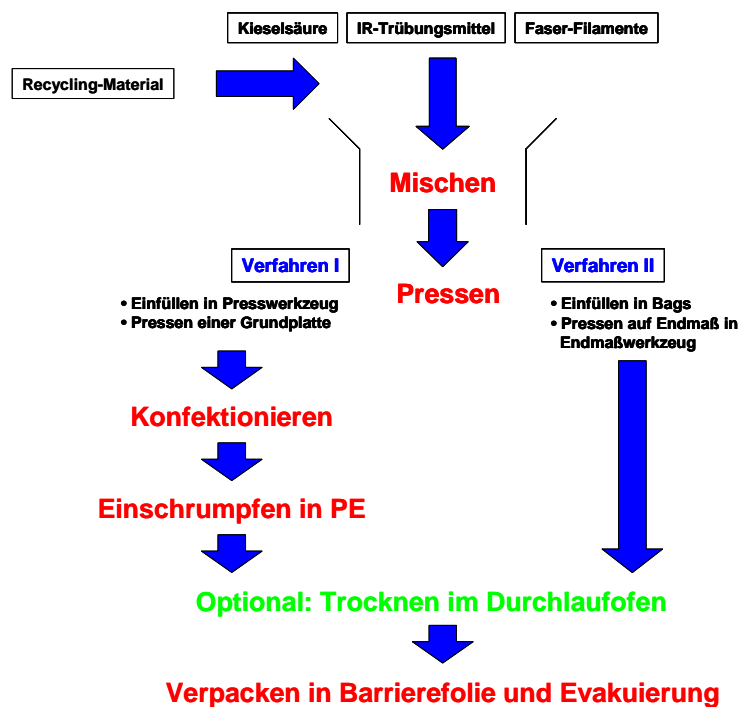 Kieselsäure
IR-Trübungsmittel
Faser-Filamente
Recycling-Material
Mischen
Verfahren I
Pressen
Verfahren II
• Einfüllen in Presswerkzeug
• Pressen einer Grundplatte
• Einfüllen in Bags
• Pressen auf Endmaß in
Endmaßwerkzeug
Konfektionieren
Einschrumpfen in PE
Optional: Trocknen im Durchlaufofen
Verpacken in Barrierefolie und Evakuierung